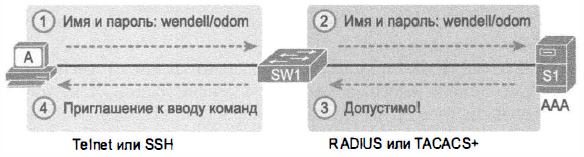 1 Имя и пароль: wendell/odom
2 Имя и пароль: wendell/odom
A
SW1
S1
4 Приглашение к вводу команд
3 Допустимо!
AAA
Telnet или SSH
RADIUS или TACACS+